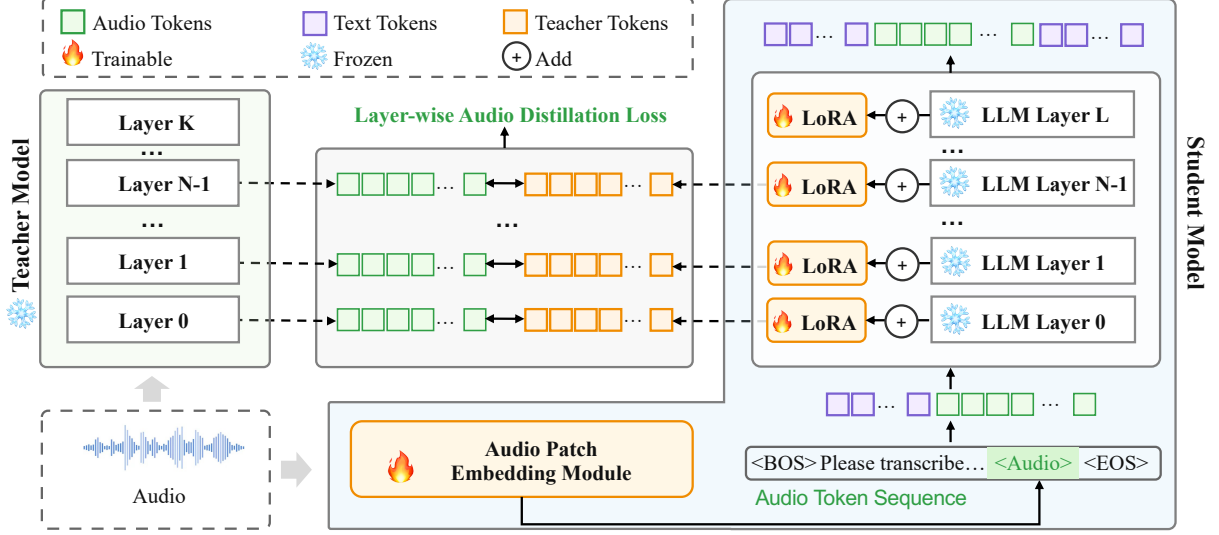 Audio Tokens
Text Tokens
Teacher Tokens
Trainable
Frozen
+ Add
Teacher Model
Layer K
...
Layer N-1
...
Layer 1
Layer 0
Layer-wise Audio Distillation Loss
... ...
...
... ...
... ...
... ... ...
LoRA + LLM Layer L
...
LoRA + LLM Layer N-1
...
LoRA + LLM Layer 1
LoRA + LLM Layer 0
Student Model
... ...
Audio
Audio Patch
Embedding Module
<BOS> Please transcribe... <Audio> <EOS>
Audio Token Sequence